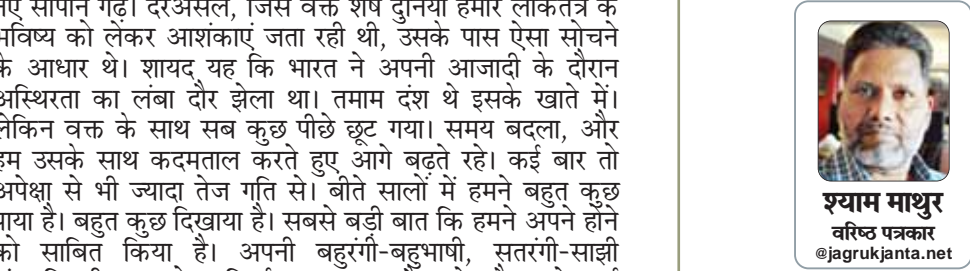 नए सोपान गढ़े। दरअसल, जिस वक्त शेष दुनिया हमारे लोकतंत्र के
भविष्य को लेकर आशंकाएं जता रही थी, उसके पास ऐसा सोचने
के आधार थे। शायद यह कि भारत ने अपनी आजादी के दौरान
अस्थिरता का लंबा दौर झेला था। तमाम दंश थे इसके खाते में।
लेकिन वक्त के साथ सब कुछ पीछे छूट गया। समय बदला, और
हम उसके साथ कदमताल करते हुए आगे बढ़ते रहे। कई बार तो
अपेक्षा से भी ज्यादा तेज गति से। बीते सालों में हमने बहुत कुछ
पाया है। बहुत कुछ दिखाया है। सबसे बड़ी बात कि हमने अपने होने
को साबित किया है। अपनी बहुरंगी-बहुभाषी, सतरंगी-साझी
श्याम माथुर
वरिष्ठ पत्रकार
@jagrukjanta.net